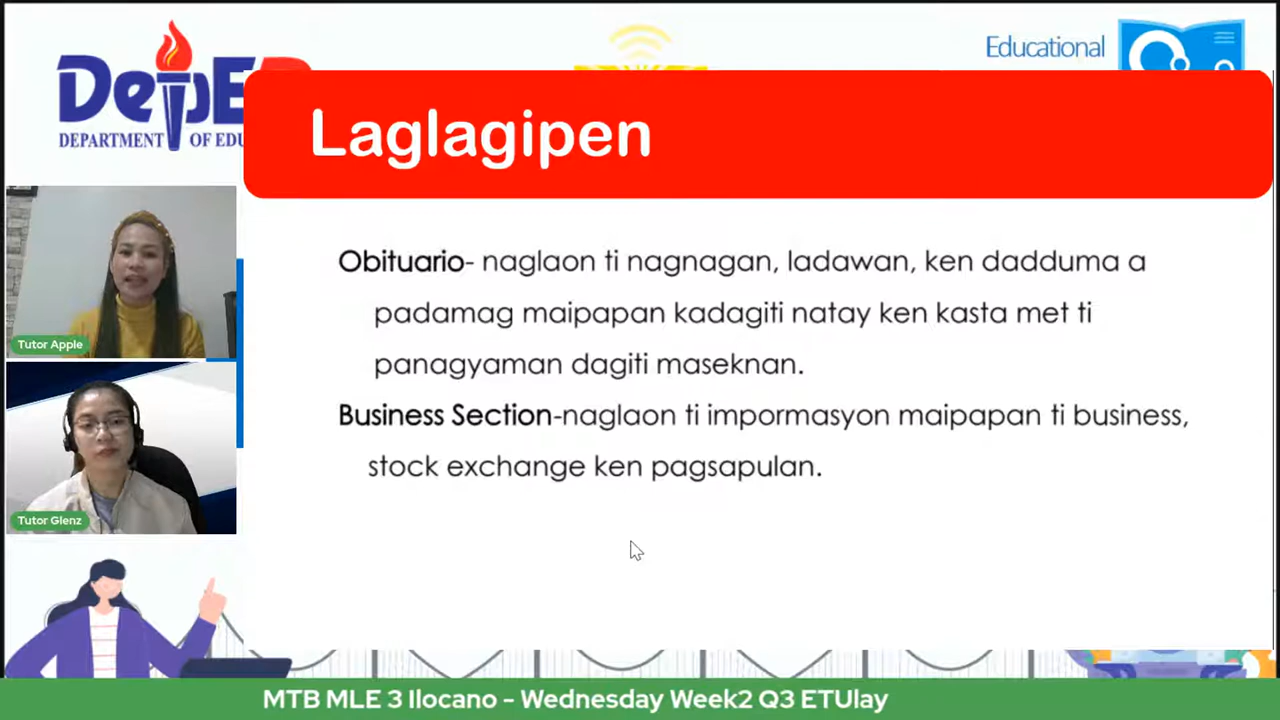 DepED
DEPARTMENT OF EDU
Educational
Laglagipen
Obituario- naglaon ti nagnagan, ladawan, ken dadduma a
padamag maipapan kadagiti natay ken kasta met ti
panagyaman dagiti maseknan.
Business Section-naglaon ti impormasyon maipapan ti business,
stock exchange ken pagsapulan.
Tutor Apple
Tutor Glenz
MTB MLE 3 Ilocano - Wednesday Week2 Q3 ETUlay